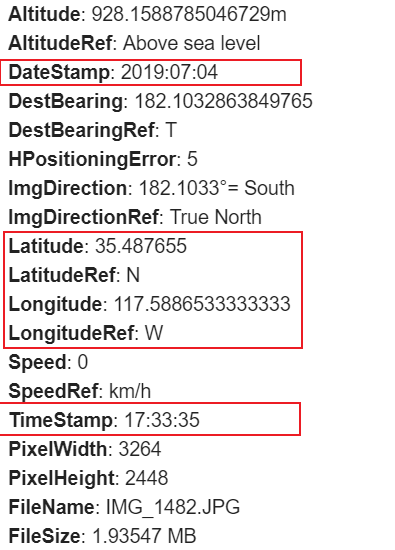 Altitude: 928.1588785046729m
AltitudeRef: Above sea level
DateStamp: 2019:07:04
DestBearing: 182.1032863849765
DestBearingRef: T
HPositioningError: 5
ImgDirection: 182.1033°= South
ImgDirectionRef: True North
Latitude: 35.487655
LatitudeRef: N
Longitude: 117.5886533333333
LongitudeRef: W
Speed: 0
SpeedRef: km/h
TimeStamp: 17:33:35
PixelWidth: 3264
PixelHeight: 2448
FileName: IMG_1482.JPG
FileSize: 1.93547 MB